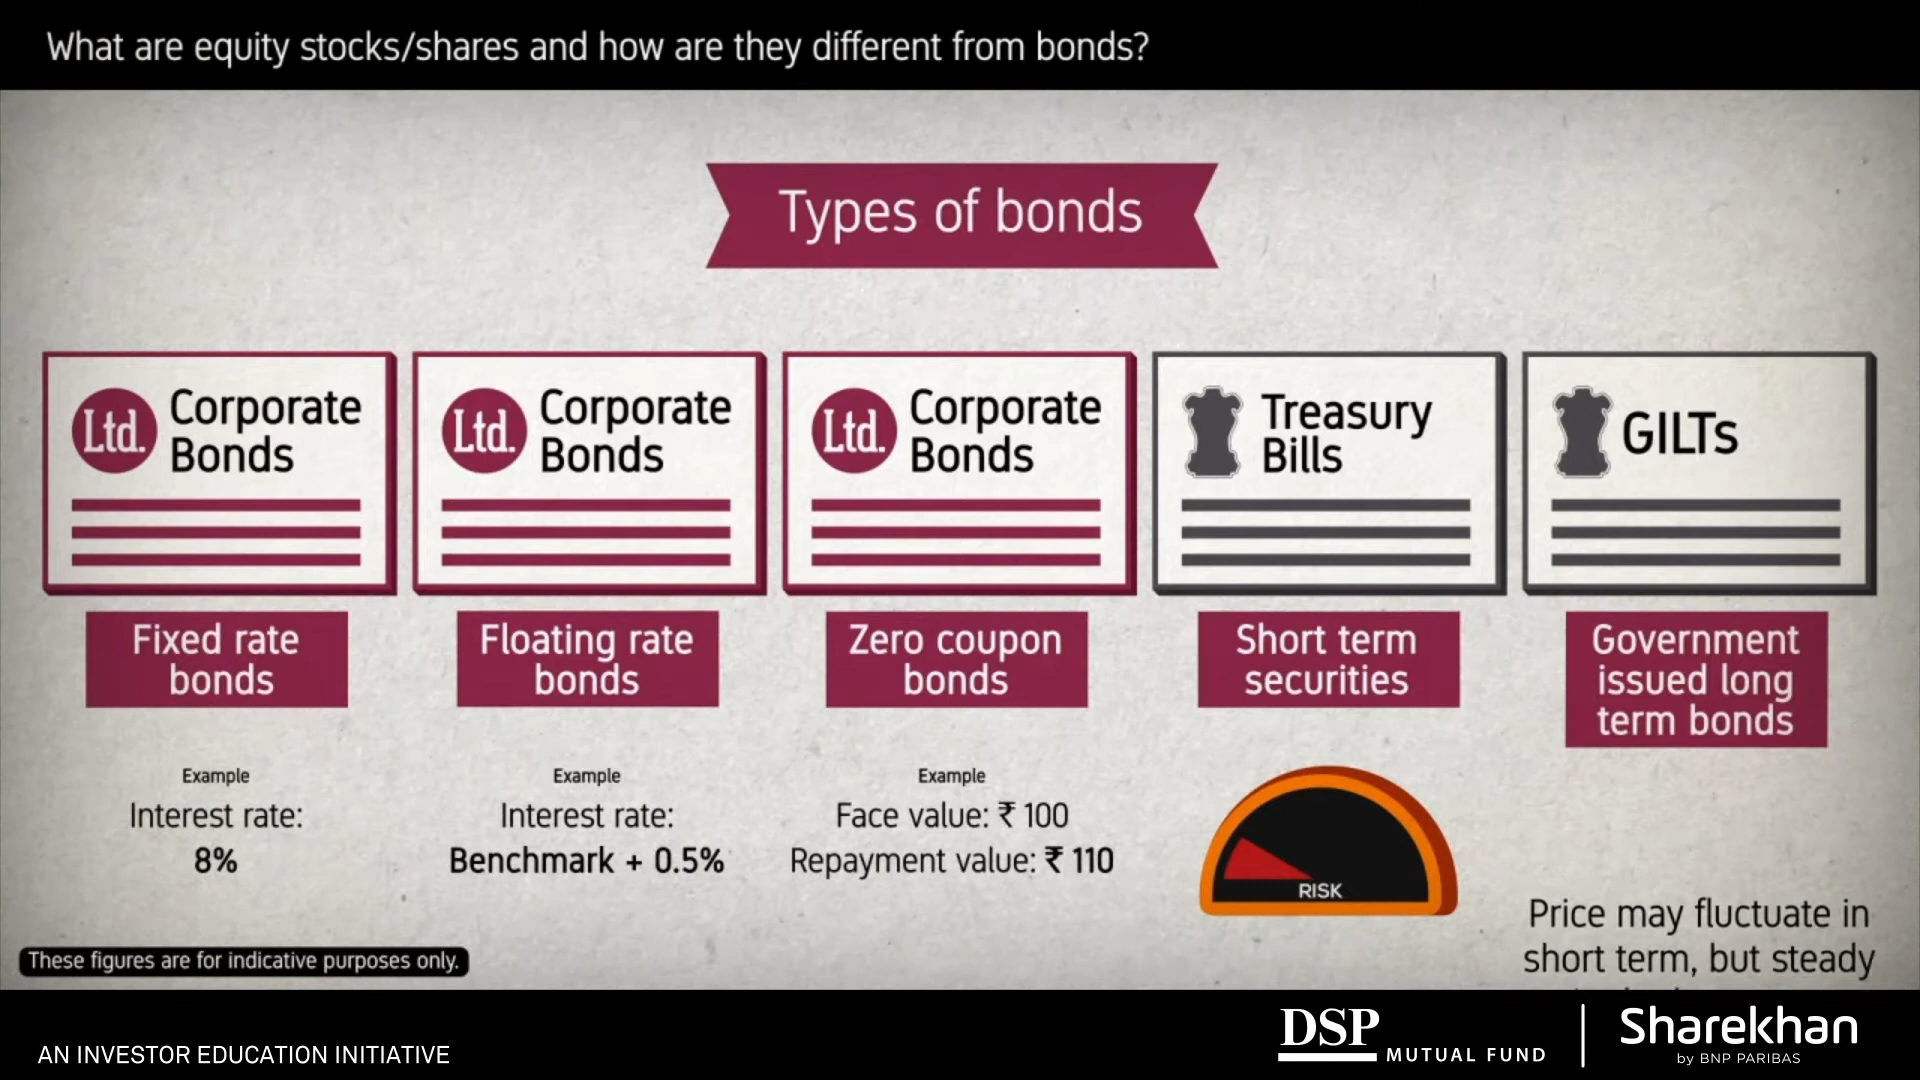 What are equity stocks/shares and how are they different from bonds?
Types of bonds
Ltd. Corporate
Bonds
Fixed rate
bonds
Example
Interest rate:
8%
Ltd. Corporate
Bonds
Floating rate
bonds
Example
Interest rate:
Benchmark + 0.5%
Ltd. Corporate
Bonds
Zero coupon
bonds
Example
Face value: ₹ 100
Repayment value: ₹ 110
Treasury
Bills
Short term
securities
RISK
GILTs
Government
issued long
term bonds
Price may fluctuate in
short term, but steady
These figures are for indicative purposes only.
AN INVESTOR EDUCATION INITIATIVE
DSP
MUTUAL FUND
Sharekhan
by BNP PARIBAS